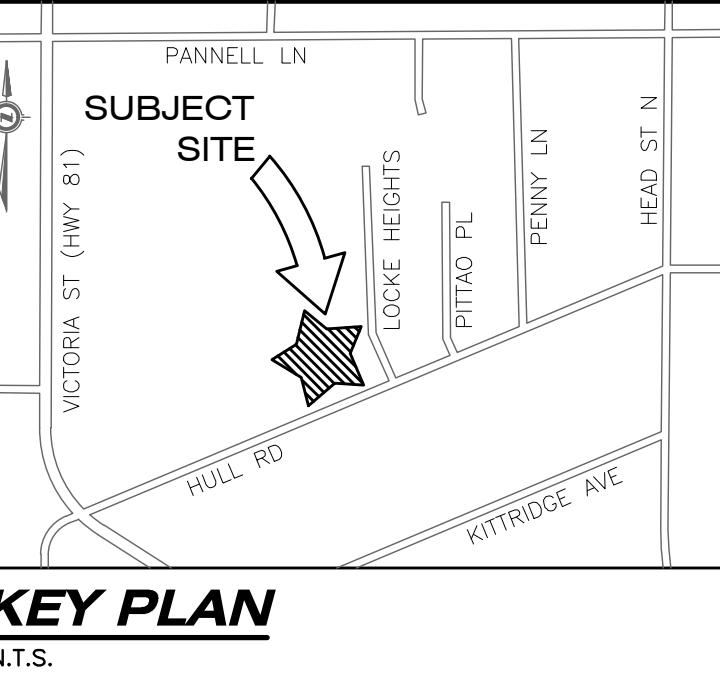 PANNELL LN
SUBJECT
SITE
VICTORIA ST (HWY 81)
LOCKE HEIGHTS
PITTAO PL
PENNY LN
HEAD ST N
HULL RD
KITTRIDGE AVE
KEY PLAN
N.T.S.